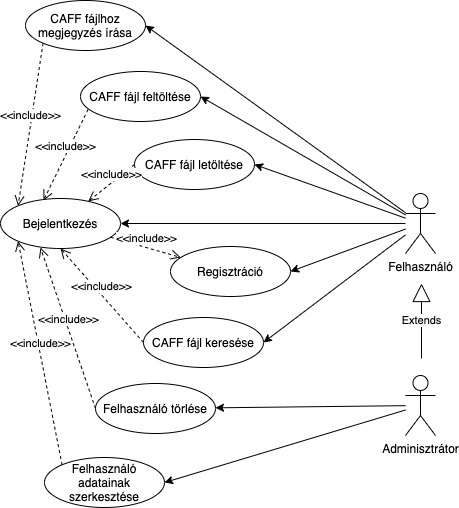 CAFF fájlhoz
megjegyzés írása
CAFF fájl feltöltése
<<include>>
<<include>>
<<include>>
CAFF fájl letöltése
<<include>>
Bejelentkezés
<<include>>
Regisztráció
Felhasználó
<<include>>
Extends
<<include>>
<<include>>
CAFF fájl keresése
Felhasználó törlése
Adminisztrátor
Felhasználó
adatainak
szerkesztése